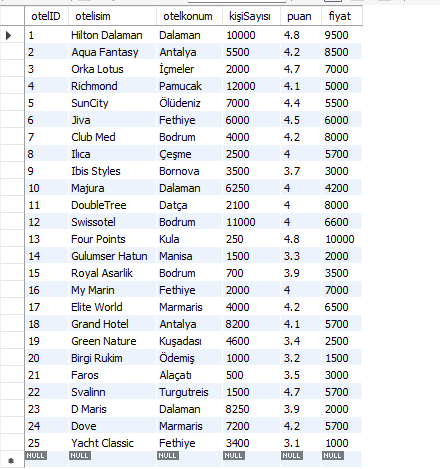 otelID otelisim otelkonum kişiSayısı puan fiyat
1 Hilton Dalaman Dalaman 10000 4.8 9500
2 Aqua Fantasy Antalya 5500 4.2 8500
3 Orka Lotus İçmeler 2000 4.7 7000
4 Richmond Pamucak 12000 4.1 5000
5 SunCity Ölüdeniz 7000 4.4 5500
6 Jiva Fethiye 6000 4.5 6000
7 Club Med Bodrum 4000 4.2 8000
8 Ilıca Çeşme 2500 4 5700
9 Ibis Styles Bornova 3500 3.7 3000
10 Majura Dalaman 6250 4 4200
11 DoubleTree Datça 2100 4 8000
12 Swissotel Bodrum 11000 4 6600
13 Four Points Kula 250 4.8 10000
14 Gulumser Hatun Manisa 1500 3.3 2000
15 Royal Asarlik Bodrum 700 3.9 3500
16 My Marin Fethiye 2000 4 7000
17 Elite World Marmaris 4000 4.2 6500
18 Grand Hotel Antalya 8200 4.1 5700
19 Green Nature Kuşadası 4600 3.4 2500
20 Birgi Rukim Ödemiş 1000 3.2 1500
21 Faros Alaçatı 500 3.5 3000
22 Svalinn Turgutreis 1500 4.7 5700
23 D Maris Dalaman 8250 3.9 2000
24 Dove Marmaris 7200 4.2 5700
25 Yacht Classic Fethiye 3400 3.1 1000
NULL NULL NULL NULL NULL NULL